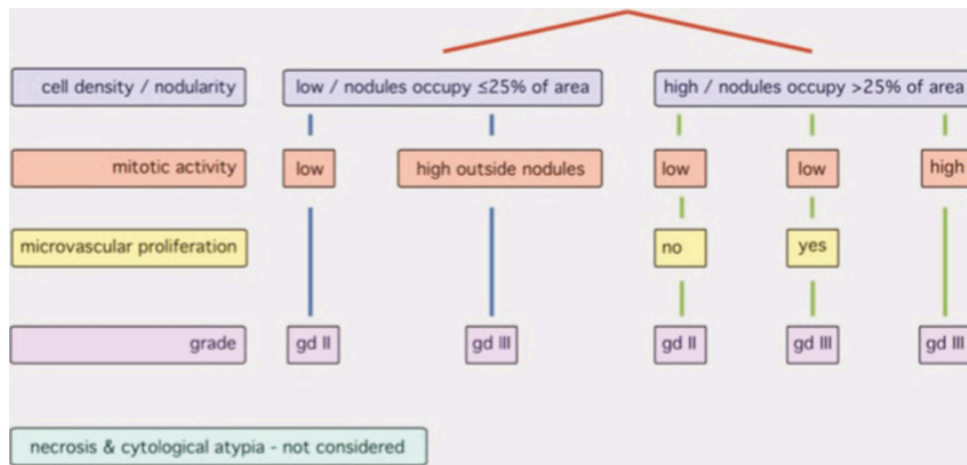 cell density / nodularity low / nodules occupy ≤25% of area high / nodules occupy >25% of area
mitotic activity low high outside nodules low low high
microvascular proliferation no yes
grade gd II gd III gd II gd III gd III
necrosis & cytological atypia - not considered